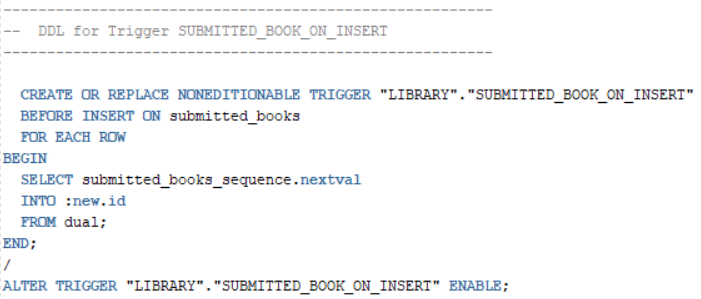 --------------------------------------------------------
--  DDL for Trigger SUBMITTED_BOOK_ON_INSERT
--------------------------------------------------------
  CREATE OR REPLACE NONEDITIONABLE TRIGGER "LIBRARY"."SUBMITTED_BOOK_ON_INSERT"
  BEFORE INSERT ON submitted_books
  FOR EACH ROW
BEGIN
  SELECT submitted_books_sequence.nextval
  INTO :new.id
  FROM dual;
END;
/
ALTER TRIGGER "LIBRARY"."SUBMITTED_BOOK_ON_INSERT" ENABLE;